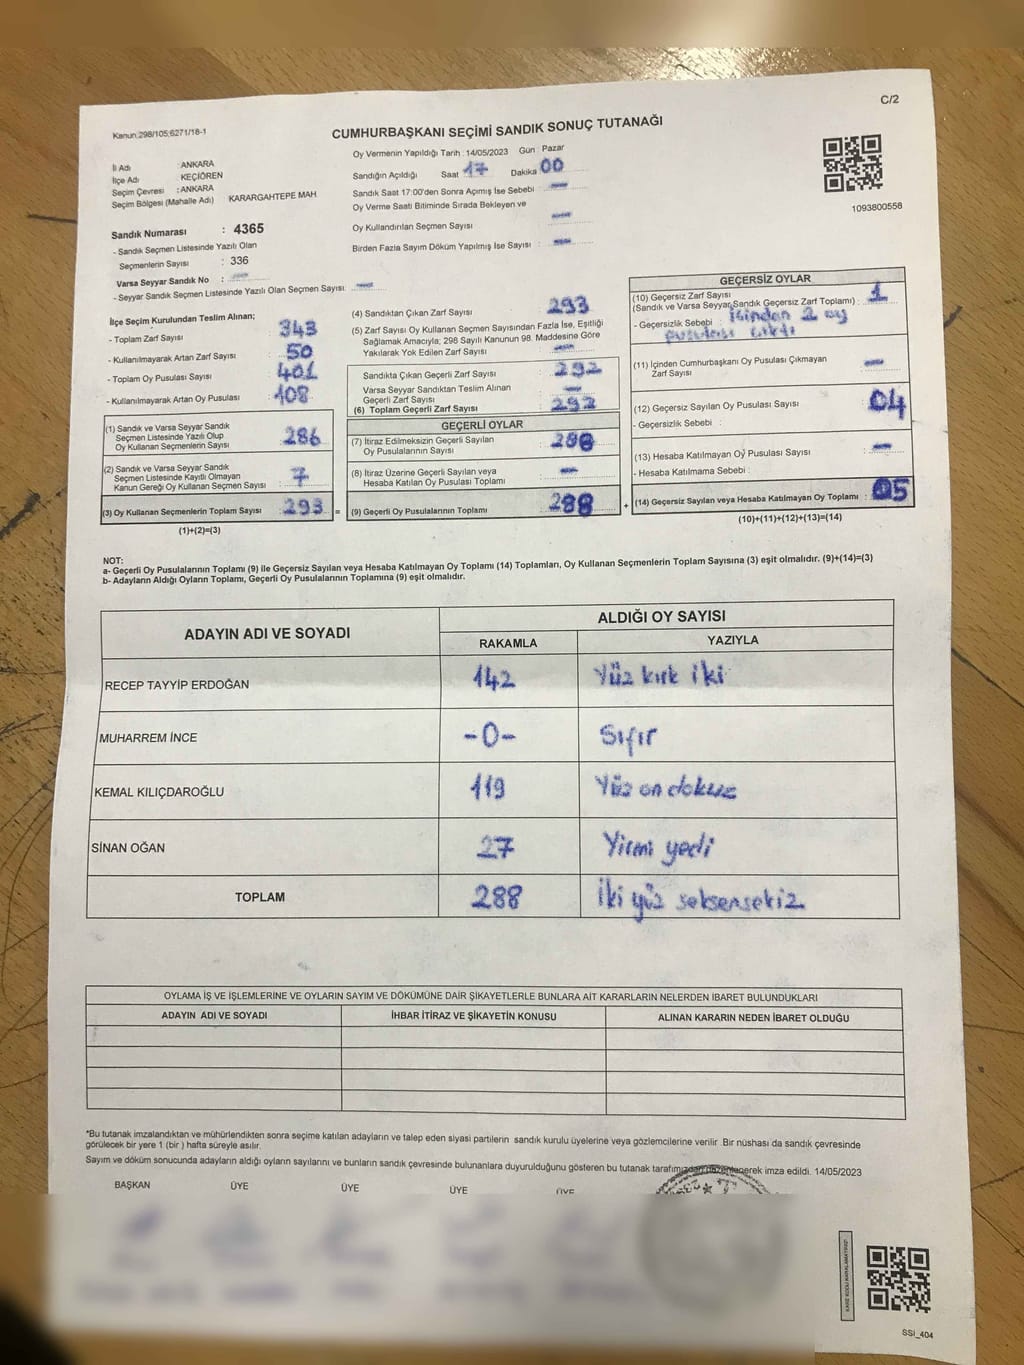 C/2
Kanun:298/105;6271/18-1
CUMHURBAŞKANI SEÇİMİ SANDIK SONUÇ TUTANAĞI
İl Adı : ANKARA
İlçe Adı : KEÇİÖREN
Seçim Çevresi : ANKARA
Seçim Bölgesi (Mahalle Adı) KARARGAHTEPE MAH
Sandık Numarası : 4365
- Sandık Seçmen Listesinde Yazılı Olan
Seçmenlerin Sayısı : 336
Varsa Seyyar Sandık No :
- Seyyar Sandık Seçmen Listesinde Yazılı Olan Seçmen Sayısı:
Oy Vermenin Yapıldığı Tarih : 14/05/2023 Gün : Pazar
Sandığın Açıldığı Saat 17 Dakika 00
Sandık Saat 17:00'den Sonra Açımış İse Sebebi :
Oy Verme Saati Bitiminde Sırada Bekleyen ve
Oy Kullandırılan Seçmen Sayısı :
Birden Fazla Sayım Döküm Yapılmış İse Sayısı :
1093800558
İlçe Seçim Kurulundan Teslim Alınan;
- Toplam Zarf Sayısı : 343
- Kullanılmayarak Artan Zarf Sayısı : 50
- Toplam Oy Pusulası Sayısı : 401
- Kullanılmayarak Artan Oy Pusulası : 108
(1) Sandık ve Varsa Seyyar Sandık
Seçmen Listesinde Yazılı Olup
Oy Kullanan Seçmenlerin Sayısı : 286
(2) Sandık ve Varsa Seyyar Sandık
Seçmen Listesinde Kayıtlı Olmayan
Kanun Gereği Oy Kullanan Seçmen Sayısı : 7
(3) Oy Kullanan Seçmenlerin Toplam Sayısı : 293 =
(1)+(2)=(3)
(4) Sandıktan Çıkan Zarf Sayısı : 293
(5) Zarf Sayısı Oy Kullanan Seçmen Sayısından Fazla İse, Eşitliği
Sağlamak Amacıyla; 298 Sayılı Kanunun 98. Maddesine Göre
Yakılarak Yok Edilen Zarf Sayısı :
Sandıkta Çıkan Geçerli Zarf Sayısı : 292
Varsa Seyyar Sandıktan Teslim Alınan
Geçerli Zarf Sayısı :
(6) Toplam Geçerli Zarf Sayısı : 292
GEÇERLİ OYLAR
(7) İtiraz Edilmeksizin Geçerli Sayılan
Oy Pusulalarının Sayısı : 288
(8) İtiraz Üzerine Geçerli Sayılan veya
Hesaba Katılan Oy Pusulası Toplamı :
(9) Geçerli Oy Pusulalarının Toplamı : 288 +
GEÇERSİZ OYLAR
(10) Geçersiz Zarf Sayısı
(Sandık ve Varsa Seyyar Sandık Geçersiz Zarf Toplamı) : 1
- Geçersizlik Sebebi : İçinden 2 oy
pusulası çıktı
(11) İçinden Cumhurbaşkanı Oy Pusulası Çıkmayan
Zarf Sayısı :
(12) Geçersiz Sayılan Oy Pusulası Sayısı : 04
- Geçersizlik Sebebi :
(13) Hesaba Katılmayan Oy Pusulası Sayısı :
- Hesaba Katılmama Sebebi :
(14) Geçersiz Sayılan veya Hesaba Katılmayan Oy Toplamı : 05
(10)+(11)+(12)+(13)=(14)
NOT:
a- Geçerli Oy Pusulalarının Toplamı (9) ile Geçersiz Sayılan veya Hesaba Katılmayan Oy Toplamı (14) Toplamları, Oy Kullanan Seçmenlerin Toplam Sayısına (3) eşit olmalıdır. (9)+(14)=(3)
b- Adayların Aldığı Oyların Toplamı, Geçerli Oy Pusulalarının Toplamına (9) eşit olmalıdır.
ADAYIN ADI VE SOYADI
ALDIĞI OY SAYISI
RAKAMLA YAZIYLA
RECEP TAYYİP ERDOĞAN 142 Yüz kırk iki
MUHARREM İNCE -0- Sıfır
KEMAL KILIÇDAROĞLU 119 Yüz on dokuz
SİNAN OĞAN 27 Yirmi yedi
TOPLAM 288 İki yüz seksensekiz
OYLAMA İŞ VE İŞLEMLERİNE VE OYLARIN SAYIM VE DÖKÜMÜNE DAİR ŞİKAYETLERLE BUNLARA AİT KARARLARIN NELERDEN İBARET BULUNDUKLARI
ADAYIN ADI VE SOYADI İHBAR İTİRAZ VE ŞİKAYETİN KONUSU ALINAN KARARIN NEDEN İBARET OLDUĞU
*Bu tutanak imzalandıktan ve mühürlendikten sonra seçime katılan adayların ve talep eden siyasi partilerin sandık kurulu üyelerine veya gözlemcilerine verilir .Bir nüshası da sandık çevresinde
görülecek bir yere 1 (bir ) hafta süreyle asılır.
Sayım ve döküm sonucunda adayların aldığı oyların sayılarını ve bunların sandık çevresinde bulunanlara duyurulduğunu gösteren bu tutanak tarafımızdan düzenlenerek imza edildi. 14/05/2023
BAŞKAN ÜYE ÜYE ÜYE ÜYE
SSİ_404